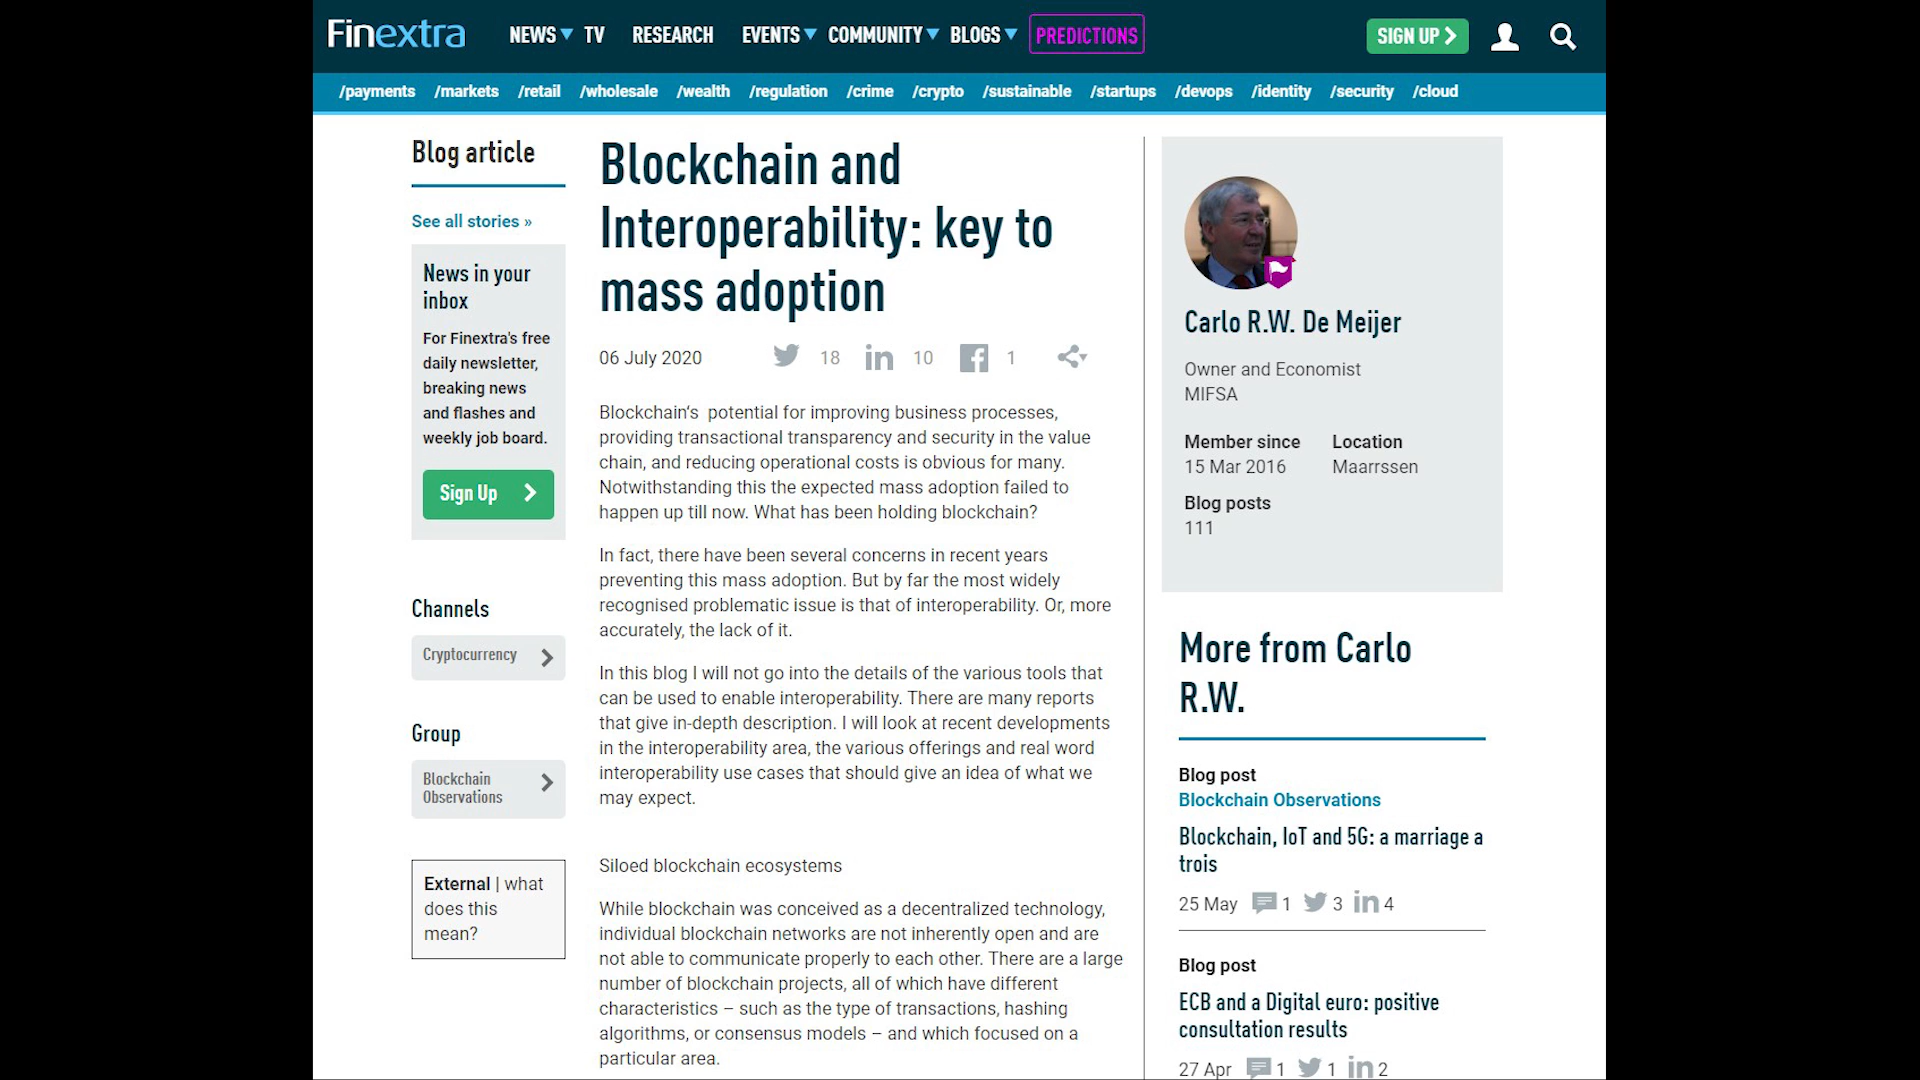 Finextra
NEWS TV RESEARCH EVENTS COMMUNITY BLOGS PREDICTIONS SIGN UP
/payments /markets /retail /wholesale /wealth /regulation /crime /crypto /sustainable /startups /devops /identity /security /cloud
Blog article
See all stories »
News in your
inbox
For Finextra's free
daily newsletter,
breaking news
and flashes and
weekly job board.
Sign Up
Channels
Cryptocurrency
Group
Blockchain
Observations
External | what
does this
mean?
Blockchain and
Interoperability: key to
mass adoption
06 July 2020 18 in 10 1
Blockchain's  potential for improving business processes,
providing transactional transparency and security in the value
chain, and reducing operational costs is obvious for many.
Notwithstanding this the expected mass adoption failed to
happen up till now. What has been holding blockchain?
In fact, there have been several concerns in recent years
preventing this mass adoption. But by far the most widely
recognised problematic issue is that of interoperability. Or, more
accurately, the lack of it.
In this blog I will not go into the details of the various tools that
can be used to enable interoperability. There are many reports
that give in-depth description. I will look at recent developments
in the interoperability area, the various offerings and real word
interoperability use cases that should give an idea of what we
may expect.
Siloed blockchain ecosystems
While blockchain was conceived as a decentralized technology,
individual blockchain networks are not inherently open and are
not able to communicate properly to each other. There are a large
number of blockchain projects, all of which have different
characteristics – such as the type of transactions, hashing
algorithms, or consensus models – and which focused on a
particular area.
Carlo R.W. De Meijer
Owner and Economist
MIFSA
Member since Location
15 Mar 2016 Maarrssen
Blog posts
111
More from Carlo
R.W.
Blog post
Blockchain Observations
Blockchain, IoT and 5G: a marriage a
trois
25 May 1 3 in 4
Blog post
ECB and a Digital euro: positive
consultation results
27 Apr 1 1 in 2